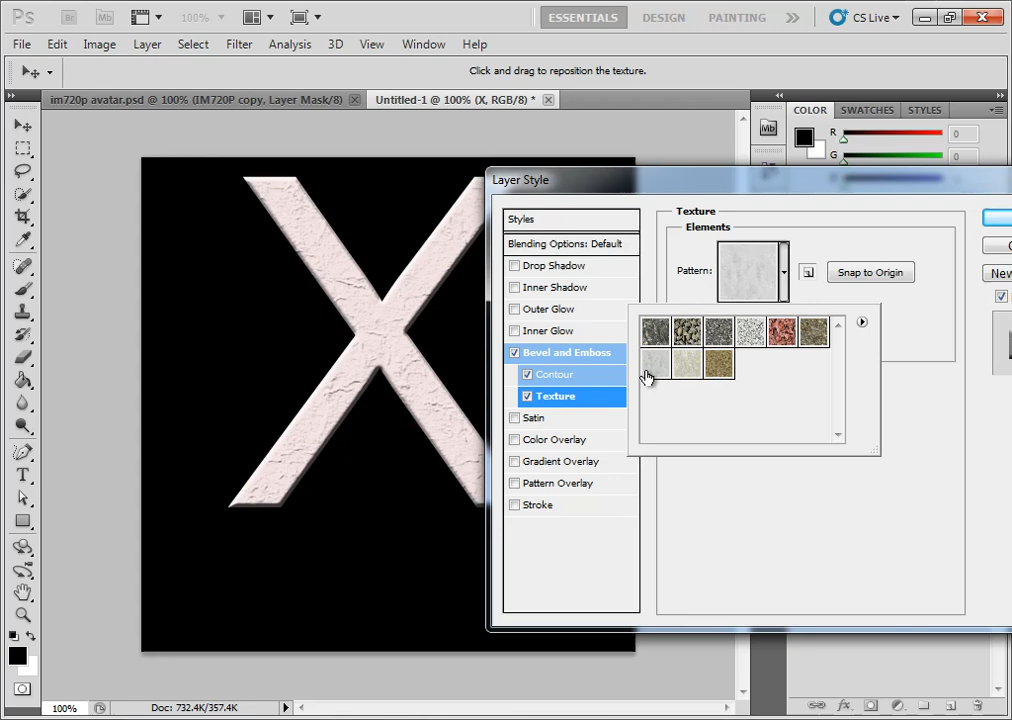 Ps Br Mb 100% ESSENTIALS DESIGN PAINTING CS Live
File Edit Image Layer Select Filter Analysis 3D View Window Help
Click and drag to reposition the texture.
im720p avatar.psd @ 100% (IM720P copy, Layer Mask/8) Untitled-1 @ 100% (X, RGB/8) *
COLOR SWATCHES STYLES
Mb
R 0
G 0
X
Layer Style
Styles
Blending Options: Default
Drop Shadow
Inner Shadow
Outer Glow
Inner Glow
Bevel and Emboss
Contour
Texture
Satin
Color Overlay
Gradient Overlay
Pattern Overlay
Stroke
Texture
Elements
Pattern:
Snap to Origin
New
T
fx
100% Doc: 732.4K/357.4K